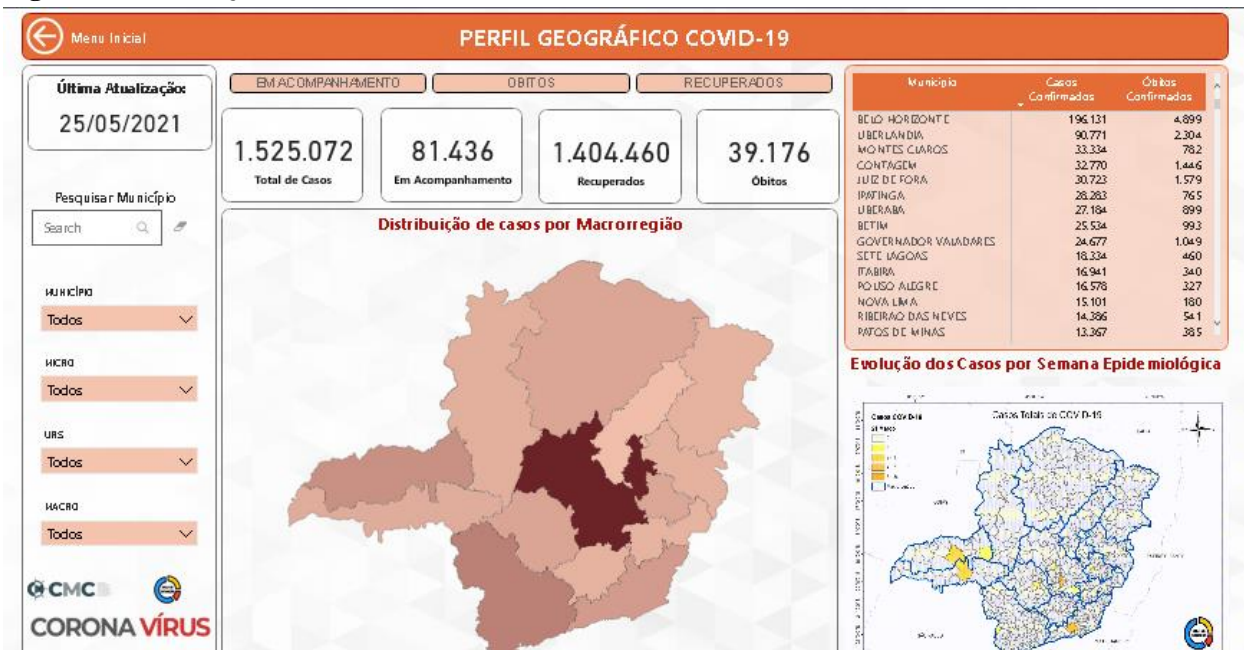 Menu Inicial
PERFIL GEOGRÁFICO COVID-19
Última Atualização:
25/05/2021
Pesquisar Município
Search
MUNICÍPIO
Todos
MICRO
Todos
URS
Todos
MACRO
Todos
CMC
CORONA VÍRUS
EM ACOMPANHAMENTO
OBITOS
RECUPERADOS
1.525.072
Total de Casos
81.436
Em Acompanhamento
1.404.460
Recuperados
39.176
Óbitos
Distribuição de casos por Macrorregião
Município Casos Confirmados Óbitos Confirmados
BELO HORIZONTE 196.131 4.899
UBERLANDIA 90.771 2.304
MONTES CLAROS 33.334 782
CONTAGEM 32.770 1.446
JUIZ DE FORA 30.723 1.579
IPATINGA 28.283 765
UBERABA 27.184 899
BETIM 25.534 993
GOVERNADOR VALADARES 24.677 1.049
SETE LAGOAS 18.334 460
ITABIRA 16.941 340
POUSO ALEGRE 16.578 327
NOVA LIMA 15.101 180
RIBEIRAO DAS NEVES 14.386 541
PATOS DE MINAS 13.367 385
Evolução dos Casos por Semana Epidemiológica
Casos Totais de COVID-19
Casos COVID-19